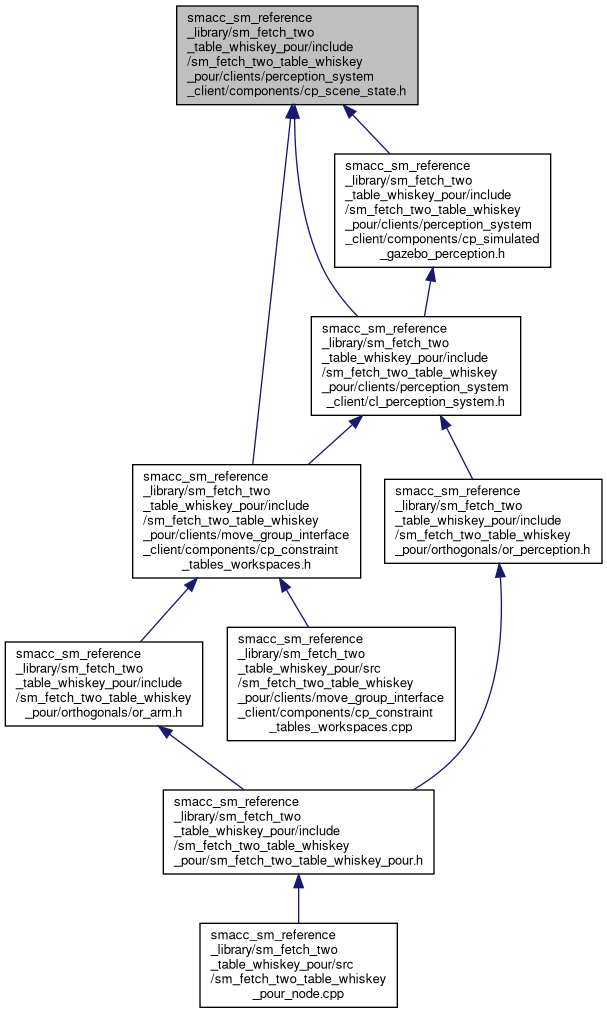 smacc_sm_reference
_library/sm_fetch_two
_table_whiskey_pour/include
/sm_fetch_two_table_whiskey
_pour/clients/perception_system
_client/components/cp_scene_state.h
smacc_sm_reference
_library/sm_fetch_two
_table_whiskey_pour/include
/sm_fetch_two_table_whiskey
_pour/clients/perception_system
_client/components/cp_simulated
_gazebo_perception.h
smacc_sm_reference
_library/sm_fetch_two
_table_whiskey_pour/include
/sm_fetch_two_table_whiskey
_pour/clients/perception_system
_client/cl_perception_system.h
smacc_sm_reference
_library/sm_fetch_two
_table_whiskey_pour/include
/sm_fetch_two_table_whiskey
_pour/clients/move_group_interface
_client/components/cp_constraint
_tables_workspaces.h
smacc_sm_reference
_library/sm_fetch_two
_table_whiskey_pour/include
/sm_fetch_two_table_whiskey
_pour/orthogonals/or_perception.h
smacc_sm_reference
_library/sm_fetch_two
_table_whiskey_pour/include
/sm_fetch_two_table_whiskey
_pour/orthogonals/or_arm.h
smacc_sm_reference
_library/sm_fetch_two
_table_whiskey_pour/src
/sm_fetch_two_table_whiskey
_pour/clients/move_group_interface
_client/components/cp_constraint
_tables_workspaces.cpp
smacc_sm_reference
_library/sm_fetch_two
_table_whiskey_pour/include
/sm_fetch_two_table_whiskey
_pour/sm_fetch_two_table_whiskey_pour.h
smacc_sm_reference
_library/sm_fetch_two
_table_whiskey_pour/src
/sm_fetch_two_table_whiskey
_pour_node.cpp